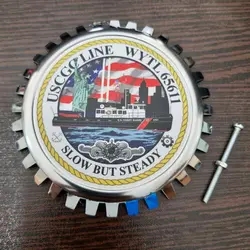 USCGC LINE WYTL 65611
SLOW BUT STEADY